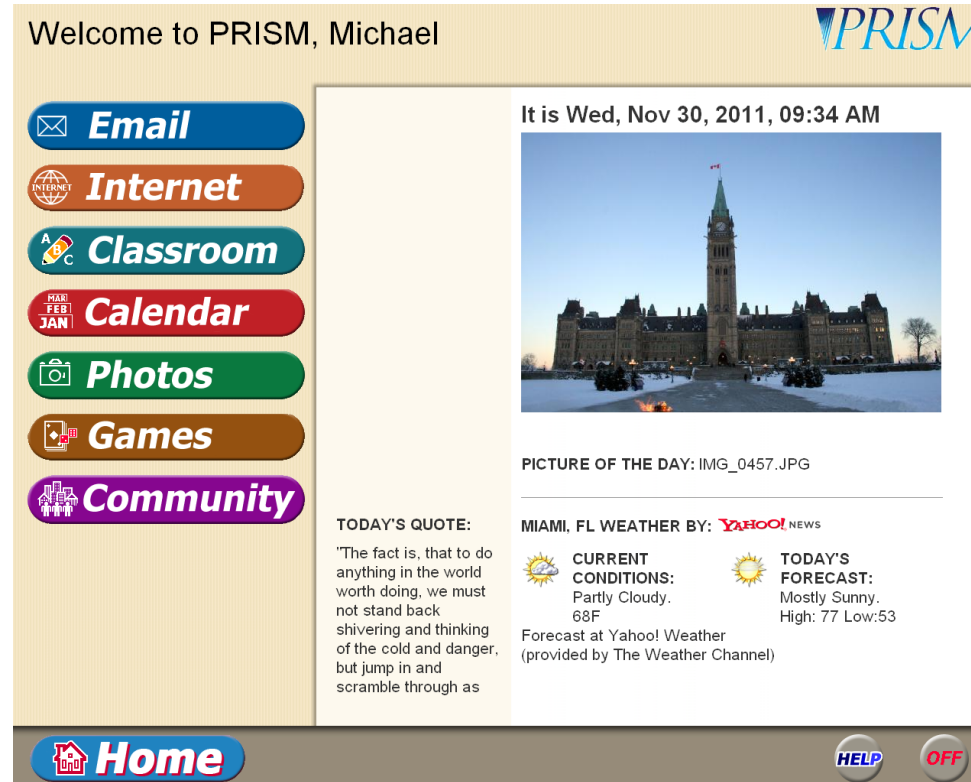 Welcome to PRISM, Michael
PRISM
Email
INTERNET
Internet
A
B
C
Classroom
MAR
FEB
JAN
Calendar
Photos
Games
Community
It is Wed, Nov 30, 2011, 09:34 AM
PICTURE OF THE DAY: IMG_0457.JPG
TODAY'S QUOTE:
"The fact is, that to do
anything in the world
worth doing, we must
not stand back
shivering and thinking
of the cold and danger,
but jump in and
scramble through as
MIAMI, FL WEATHER BY: YAHOO! NEWS
CURRENT
CONDITIONS:
Partly Cloudy.
68F
TODAY'S
FORECAST:
Mostly Sunny.
High: 77 Low:53
Forecast at Yahoo! Weather
(provided by The Weather Channel)
Home
HELP
OFF